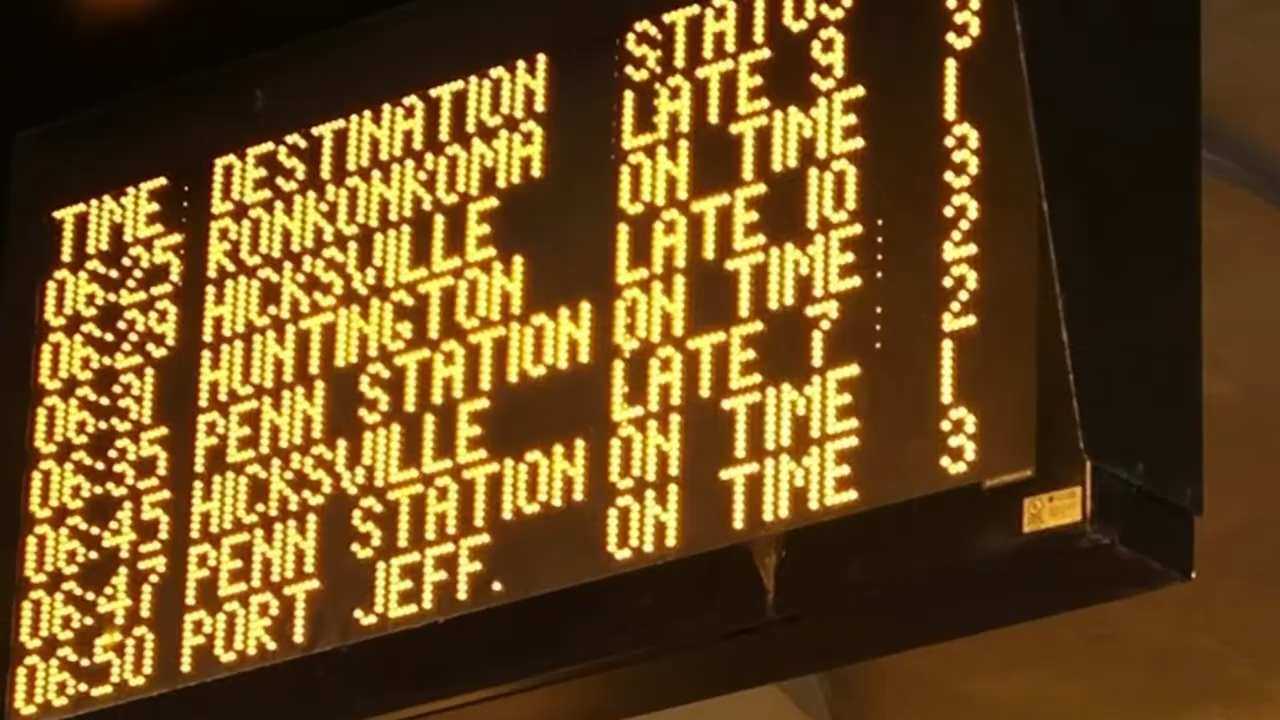 TIME DESTINATION STATUS
06:25 RONKONKOMA LATE 9 3
06:29 HICKSVILLE ON TIME 1
06:31 HUNTINGTON LATE 10 3
06:35 PENN STATION ON TIME 2
06:45 HICKSVILLE LATE 7 2
06:47 PENN STATION ON TIME 1
06:50 PORT JEFF. ON TIME 3